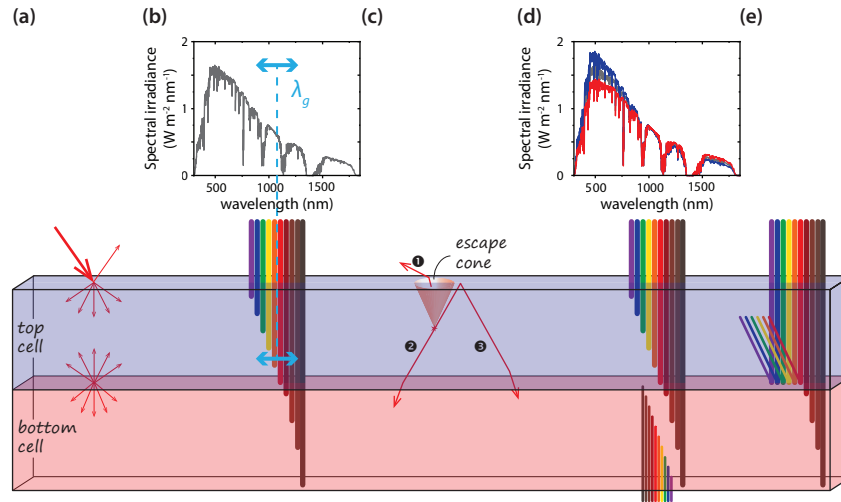 (a)
(b)
(c)
(d)
(e)
Spectral irradiance
(W m⁻² nm⁻¹)
2
1
0
λg
500
1000
1500
wavelength (nm)
Spectral irradiance
(W m⁻² nm⁻¹)
2
1
0
500
1000
1500
wavelength (nm)
escape
cone
❶
❷
❸
top
cell
bottom
cell